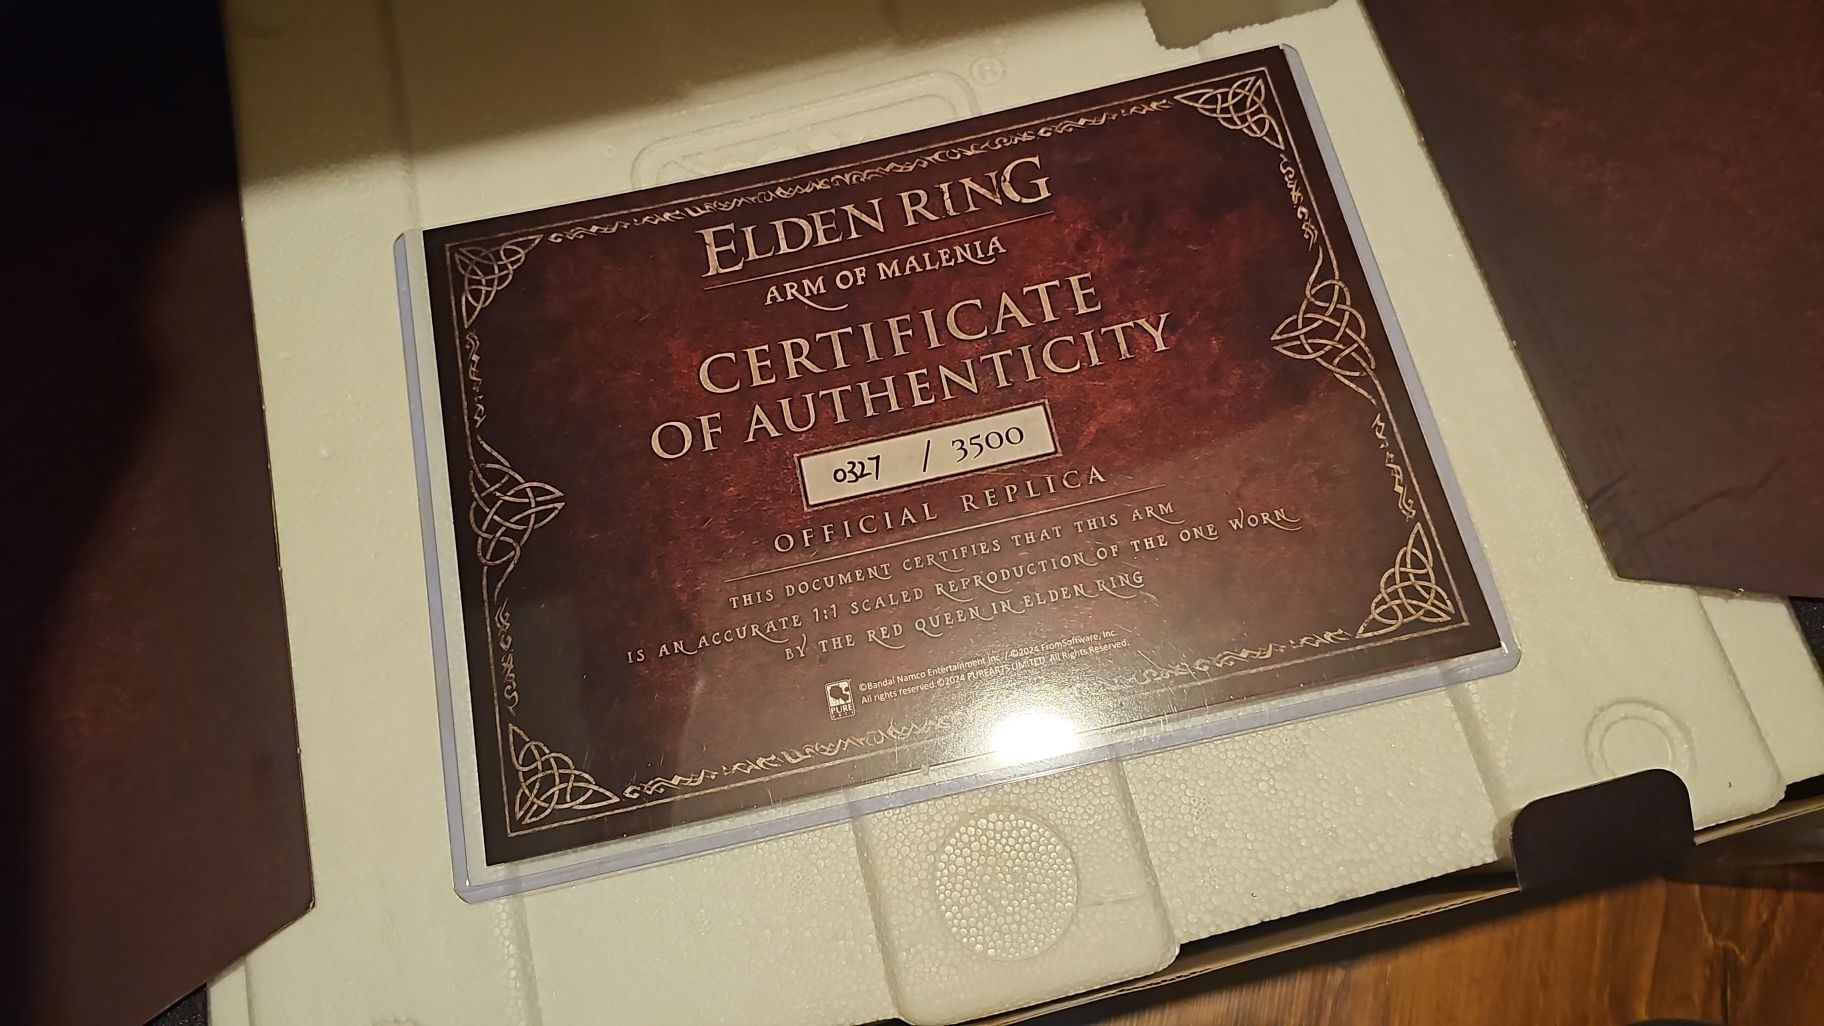 ELDEN RING
ARM OF MALENIA
CERTIFICATE
OF AUTHENTICITY
0327 / 3500
OFFICIAL REPLICA
THIS DOCUMENT CERTIFIES THAT THIS ARM
IS AN ACCURATE 1:1 SCALED REPRODUCTION OF THE ONE WORN
BY THE RED QUEEN IN ELDEN RING
PURE
ARTS
©Bandai Namco Entertainment Inc. / ©2024 FromSoftware, Inc.
All rights reserved ©2024 PUREARTS LIMITED. All Rights Reserved.
®